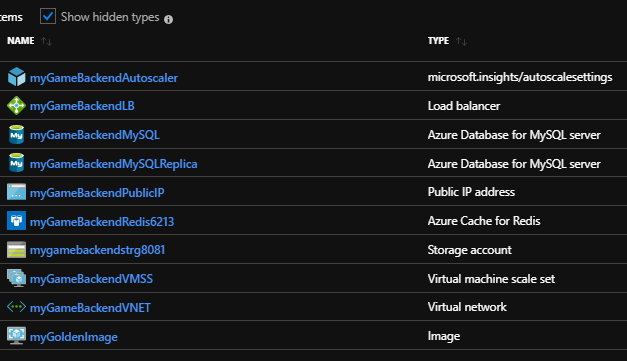 tems Show hidden types
NAME ↑↓ TYPE ↑↓
myGameBackendAutoscaler microsoft.insights/autoscalesettings
myGameBackendLB Load balancer
myGameBackendMySQL Azure Database for MySQL server
myGameBackendMySQLReplica Azure Database for MySQL server
myGameBackendPublicIP Public IP address
myGameBackendRedis6213 Azure Cache for Redis
mygamebackendstrg8081 Storage account
myGameBackendVMSS Virtual machine scale set
myGameBackendVNET Virtual network
myGoldenImage Image